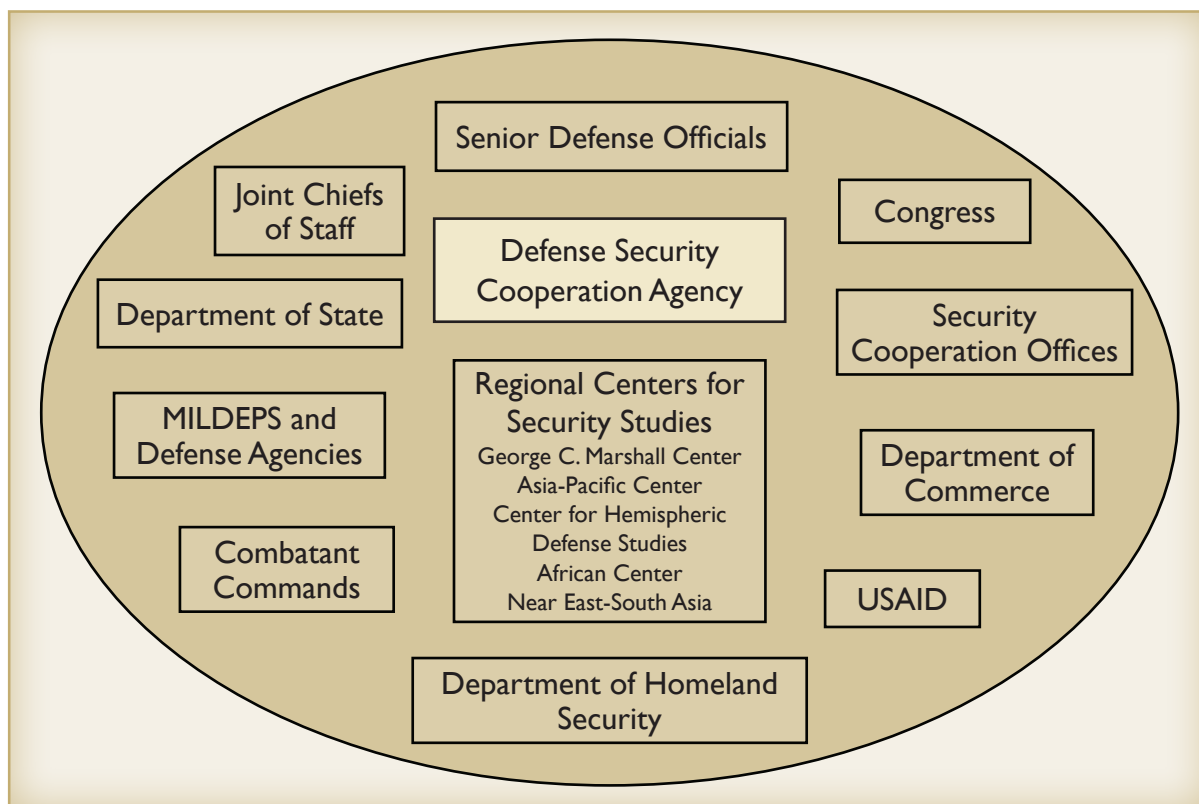 Senior Defense Officials
Joint Chiefs
of Staff
Congress
Defense Security
Cooperation Agency
Department of State
Security
Cooperation Offices
MILDEPS and
Defense Agencies
Regional Centers for
Security Studies
George C. Marshall Center
Asia-Pacific Center
Center for Hemispheric
Defense Studies
African Center
Near East-South Asia
Department of
Commerce
Combatant
Commands
USAID
Department of Homeland
Security